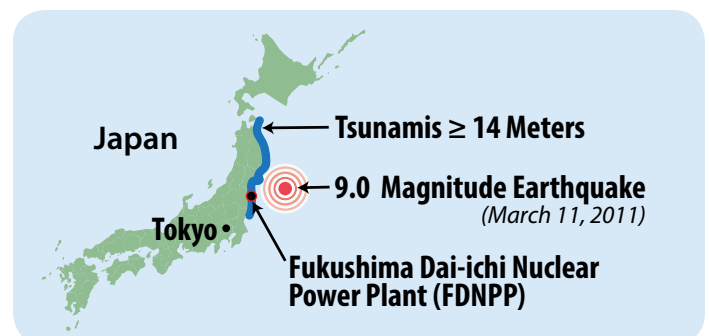 Japan
Tsunamis ≥ 14 Meters
9.0 Magnitude Earthquake
(March 11, 2011)
Tokyo
Fukushima Dai-ichi Nuclear
Power Plant (FDNPP)